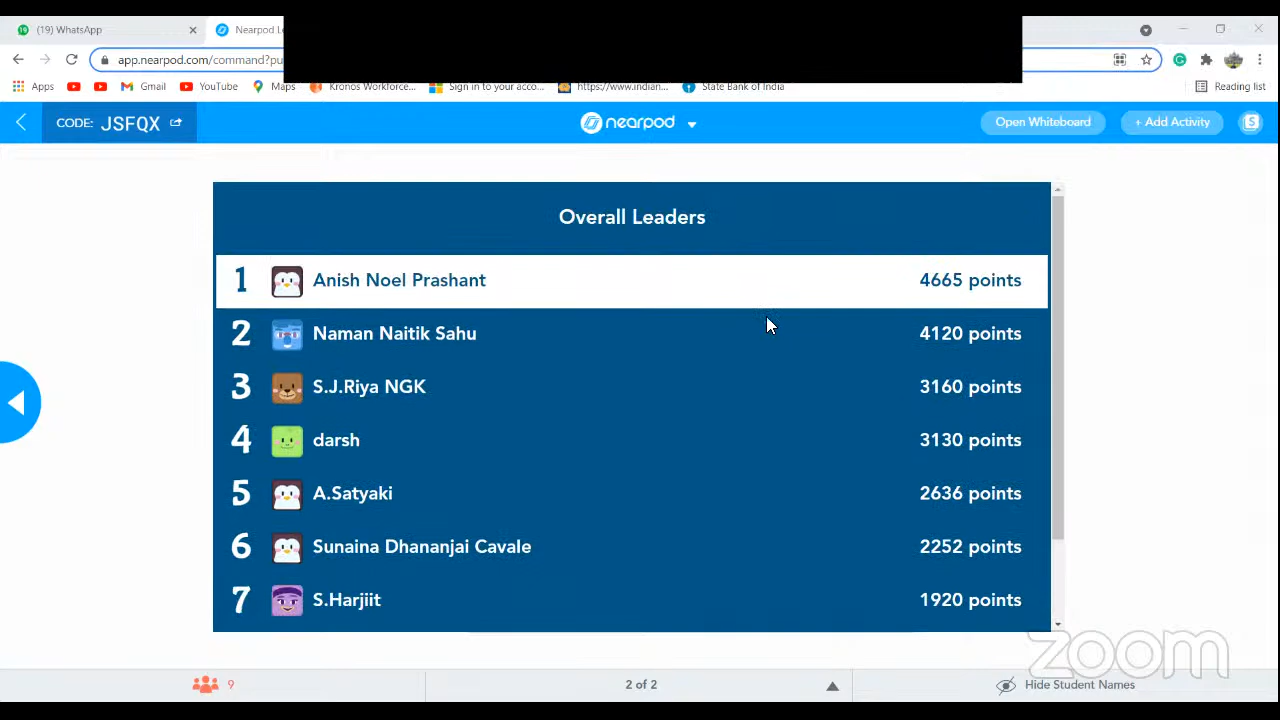 (19) WhatsApp
Nearpod Le
app.nearpod.com/command?pu
Apps
Gmail
YouTube
Maps
Kronos Workforce...
Sign in to your acco...
https://www.indian...
State Bank of India
Reading list
CODE: JSFQX
nearpod
Open Whiteboard
+ Add Activity
S
Overall Leaders
1 Anish Noel Prashant 4665 points
2 Naman Naitik Sahu 4120 points
3 S.J.Riya NGK 3160 points
4 darsh 3130 points
5 A.Satyaki 2636 points
6 Sunaina Dhananjai Cavale 2252 points
7 S.Harjiit 1920 points
zoom
9
2 of 2
Hide Student Names